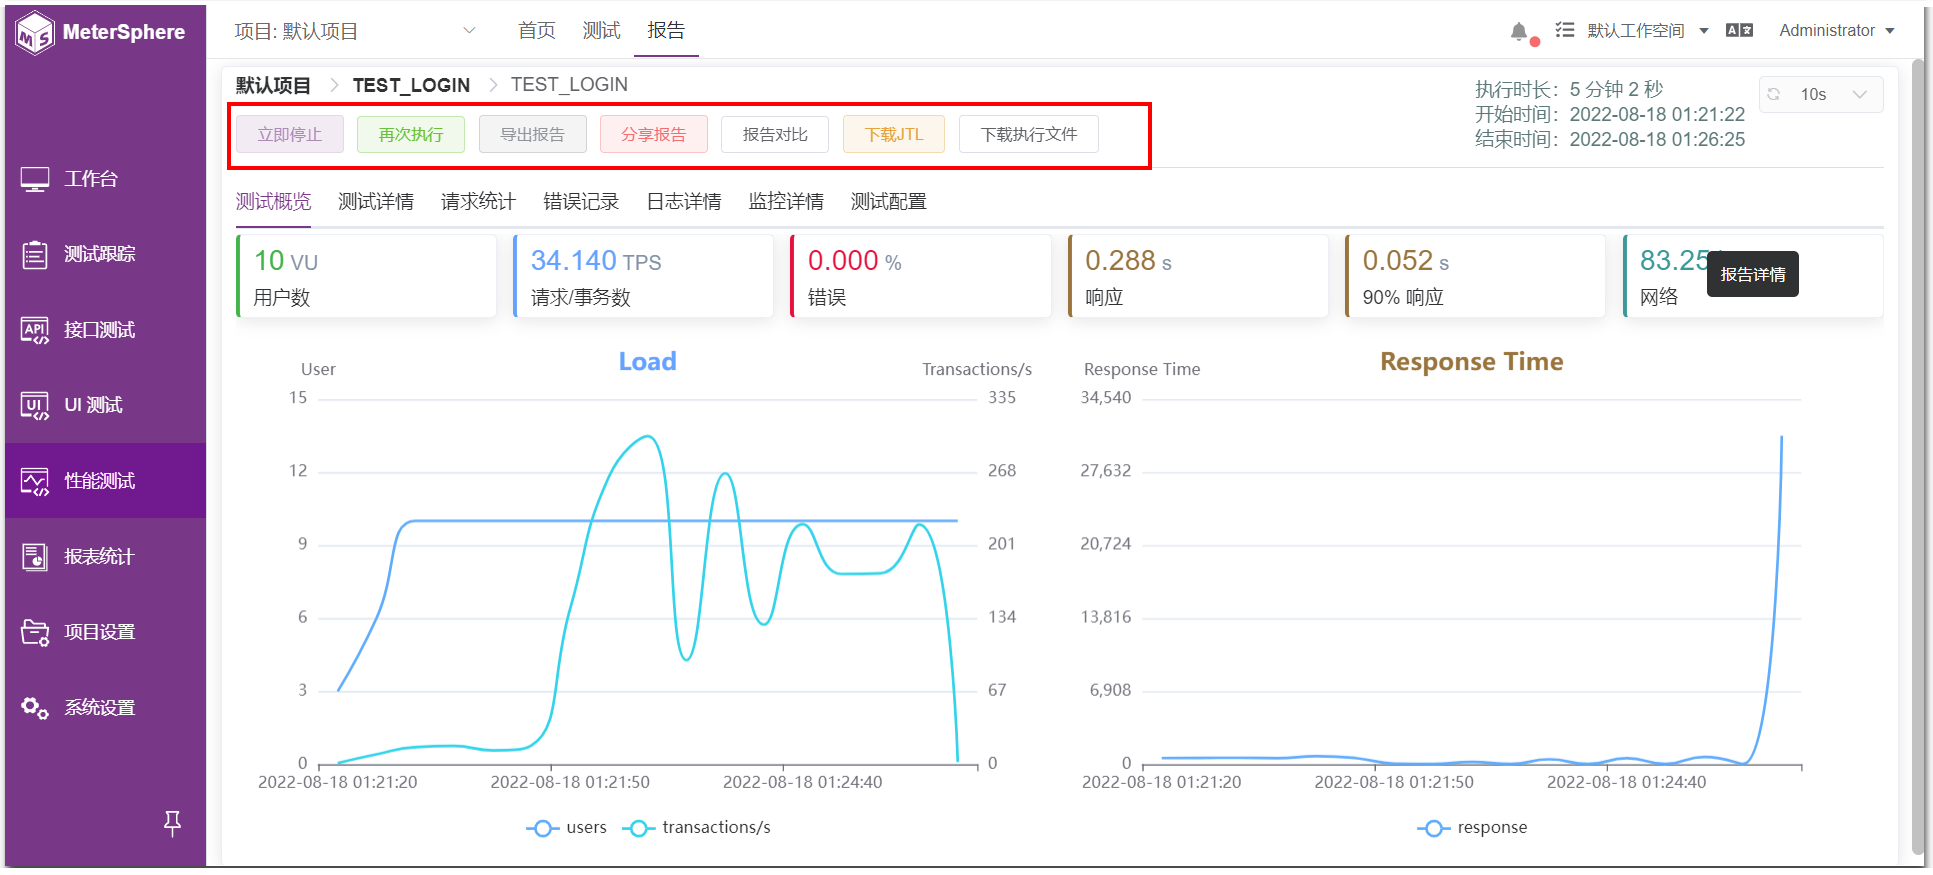 MeterSphere
项目: 默认项目
首页
测试
报告
默认工作空间
Administrator
工作台
测试跟踪
接口测试
UI 测试
性能测试
报表统计
项目设置
系统设置
默认项目 > TEST_LOGIN > TEST_LOGIN
执行时长: 5 分钟 2 秒
开始时间: 2022-08-18 01:21:22
结束时间: 2022-08-18 01:26:25
10s
立即停止
再次执行
导出报告
分享报告
报告对比
下载JTL
下载执行文件
测试概览
测试详情
请求统计
错误记录
日志详情
监控详情
测试配置
10 VU
用户数
34.140 TPS
请求/事务数
0.000 %
错误
0.288 s
响应
0.052 s
90% 响应
83.25
网络
报告详情
Load
User
Transactions/s
15
12
9
6
3
0
335
268
201
134
67
0
2022-08-18 01:21:20
2022-08-18 01:21:50
2022-08-18 01:24:40
users
transactions/s
Response Time
Response Time
34,540
27,632
20,724
13,816
6,908
0
2022-08-18 01:21:20
2022-08-18 01:21:50
2022-08-18 01:24:40
response